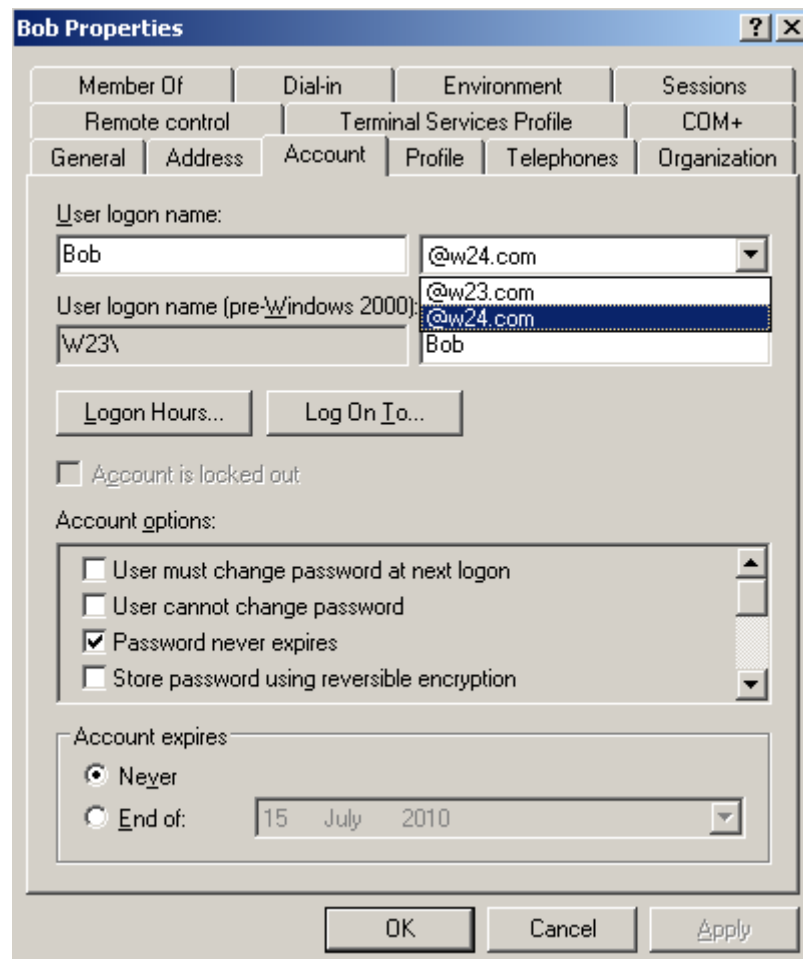 Bob Properties
Member Of Dial-in Environment Sessions
Remote control Terminal Services Profile COM+
General Address Account Profile Telephones Organization
User logon name:
Bob @w24.com
@w23.com
User logon name (pre-Windows 2000):
@w24.com
W23\ Bob
Logon Hours... Log On To...
Account is locked out
Account options:
User must change password at next logon
User cannot change password
Password never expires
Store password using reversible encryption
Account expires
Never
End of: 15 July 2010
OK Cancel Apply